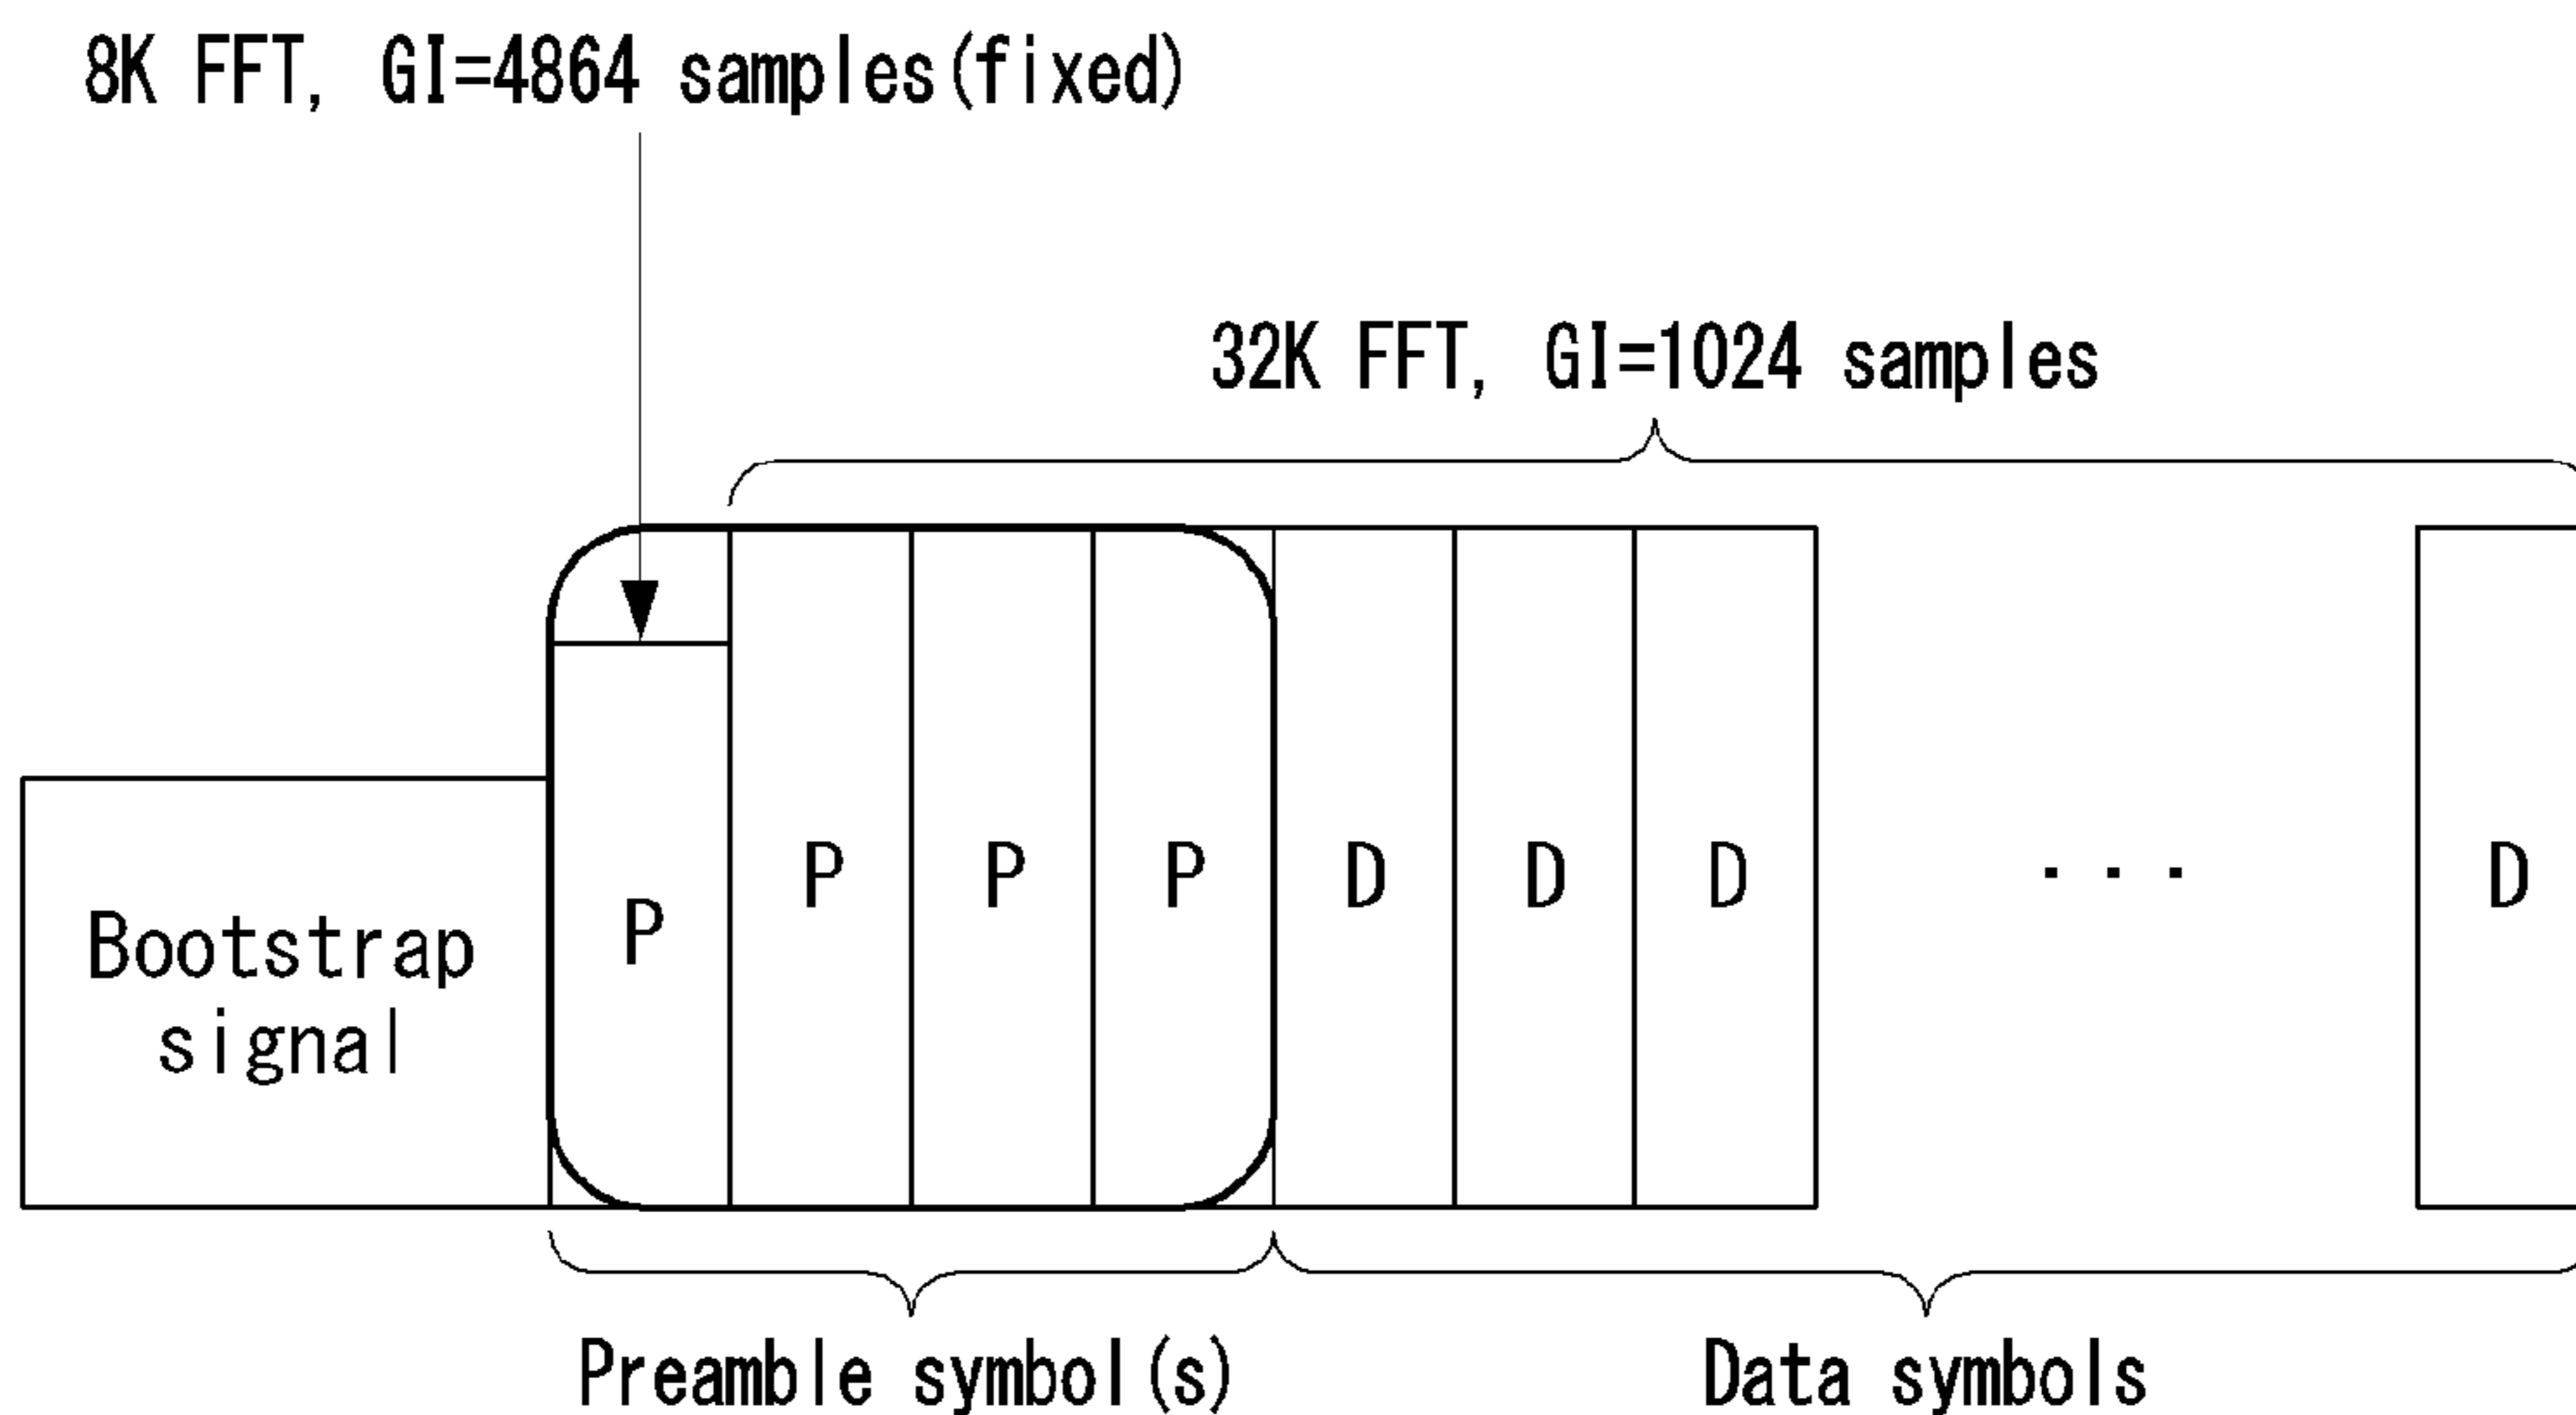 8K FFT, GI=4864 samples(fixed)
32K FFT, GI=1024 samples
P P P P D D D ... D
Bootstrap
signal
Preamble symbol(s)
Data symbols